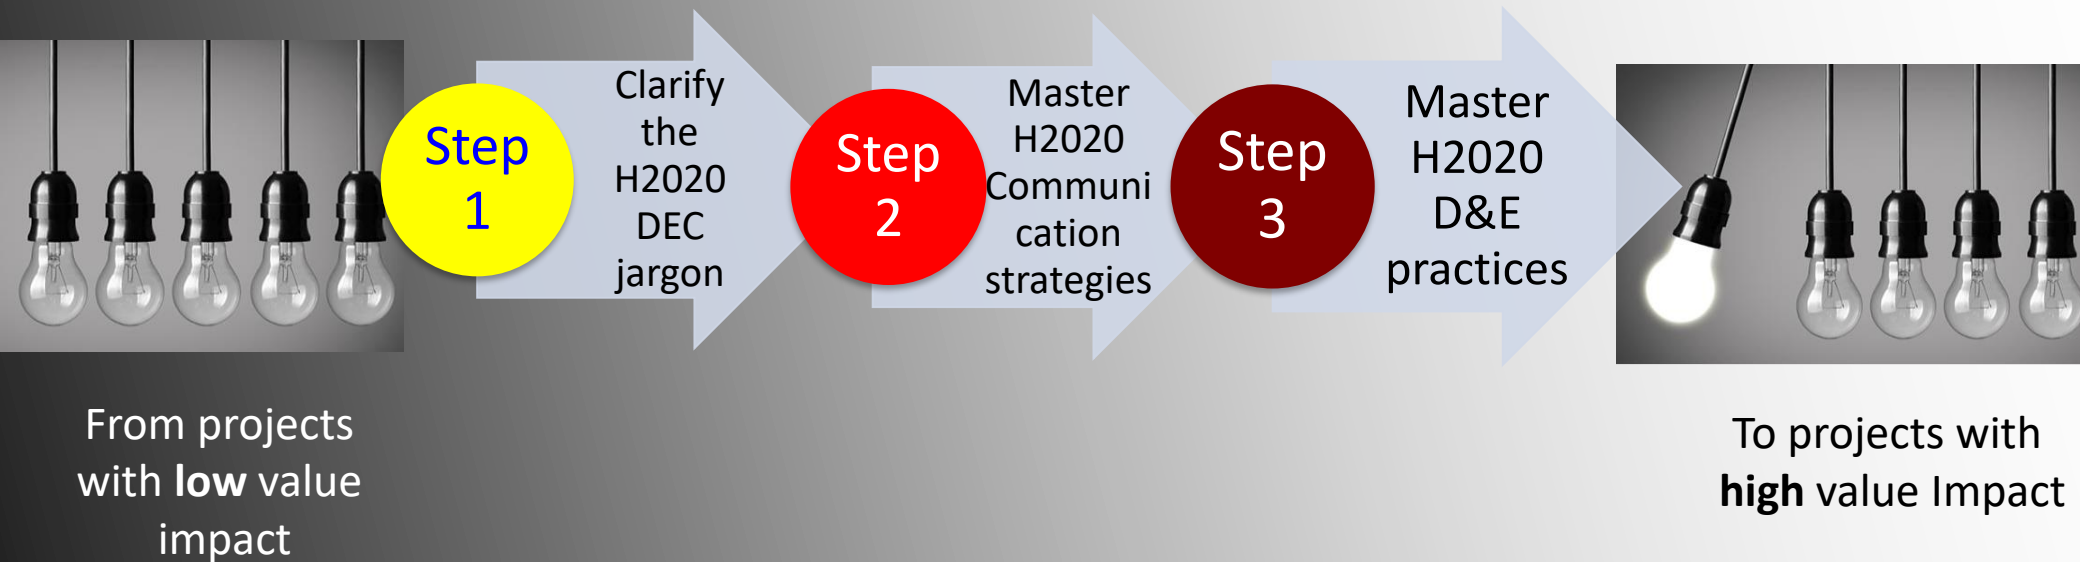 Step
1
Clarify
the
H2020
DEC
jargon
Step
2
Master
H2020
Communi
cation
strategies
Step
3
Master
H2020
D&E
practices
From projects
with low value
impact
To projects with
high value Impact